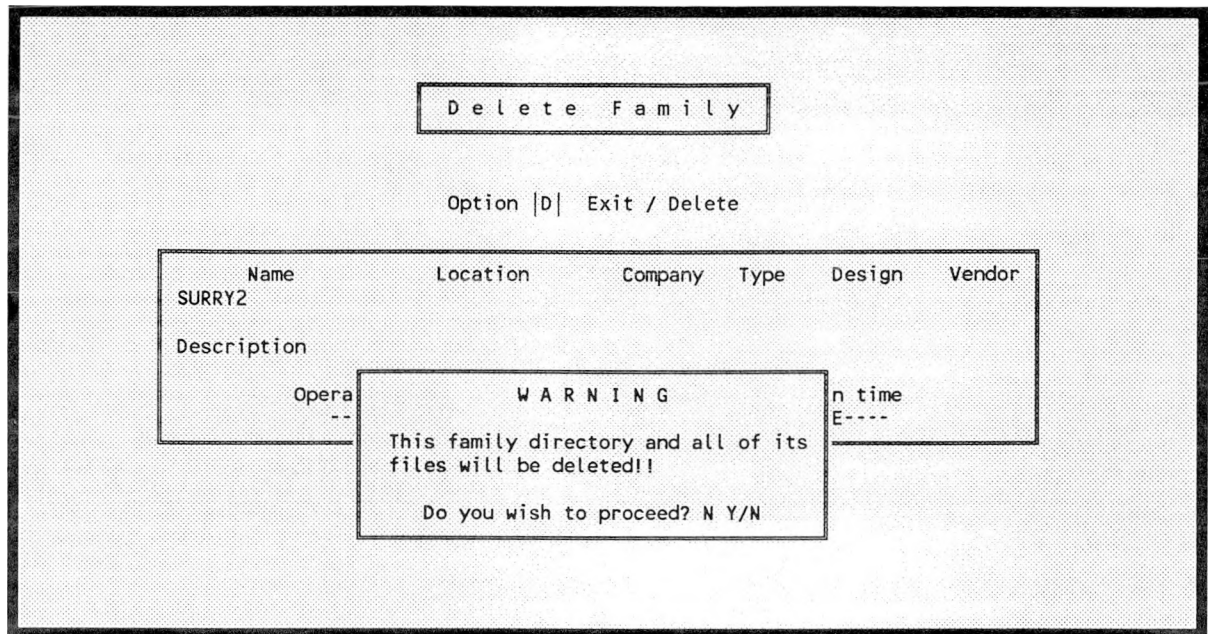 D e l e t e   F a m i l y
Option |D|  Exit / Delete
Name Location Company Type Design Vendor
SURRY2
Description
Opera n time
-- E----
W A R N I N G
This family directory and all of its
files will be deleted!!
Do you wish to proceed? N Y/N